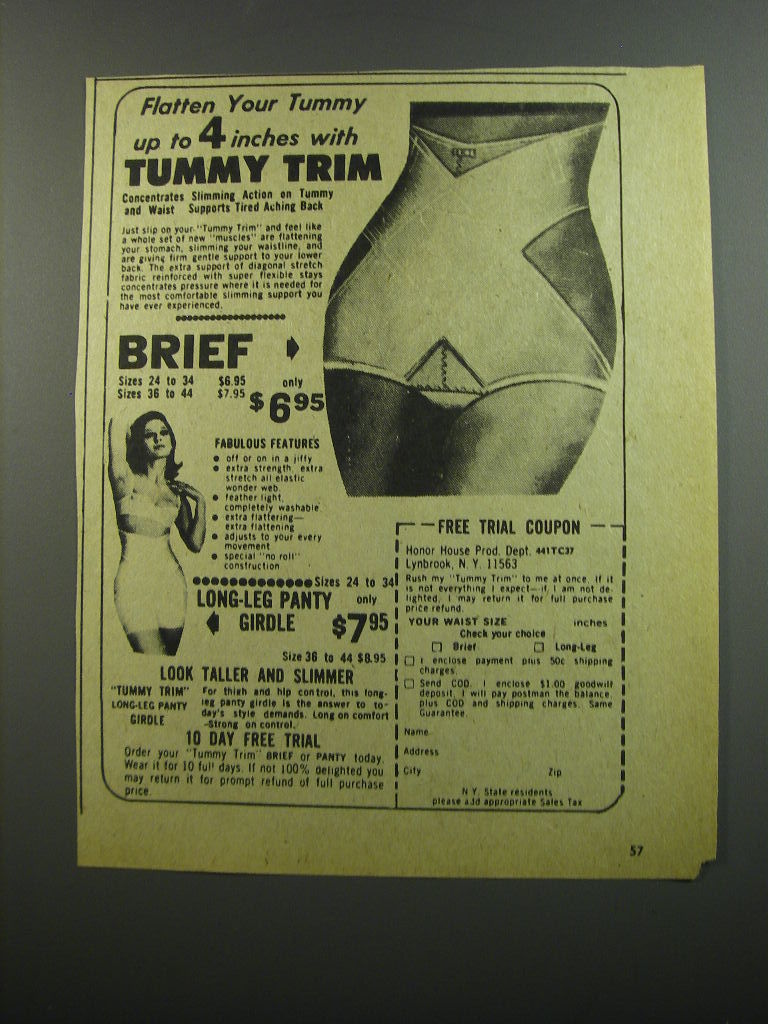 Flatten Your Tummy
up to 4 inches with
TUMMY TRIM
Concentrates Slimming Action on Tummy
and Waist Supports Tired Aching Back
Just slip on your "Tummy Trim" and feel like
a whole set of new "muscles" are flattening
your stomach, slimming your waistline, and
are giving firm gentle support to your lower
back. The extra support of diagonal stretch
fabric reinforced with super flexible stays
concentrates pressure where it is needed for
the most comfortable slimming support you
have ever experienced.
BRIEF
Sizes 24 to 34 $6.95
Sizes 36 to 44 $7.95
only
$6.95
FABULOUS FEATURES
• off or on in a jiffy
• extra strength, extra
stretch all elastic
wonder web.
• feather light,
completely washable
• extra flattering—
extra flattening
• adjusts to your every
movement
• special "no roll"
construction
Sizes 24 to 34
LONG-LEG PANTY
GIRDLE
only
$7.95
Size 36 to 44 $8.95
LOOK TALLER AND SLIMMER
"TUMMY TRIM"
LONG-LEG PANTY
GIRDLE
For thigh and hip control, this long-
leg panty girdle is the answer to to-
day's style demands. Long on comfort
—Strong on control.
10 DAY FREE TRIAL
Order your "Tummy Trim" BRIEF or PANTY today.
Wear it for 10 full days. If not 100% delighted you
may return it for prompt refund of full purchase
price.
FREE TRIAL COUPON
Honor House Prod. Dept. 441TC37
Lynbrook, N.Y. 11563
Rush my "Tummy Trim" to me at once. If it
is not everything I expect—if I am not de-
lighted, I may return it for full purchase
price refund.
YOUR WAIST SIZE inches
Check your choice
Brief Long-Leg
I enclose payment plus 50c shipping
charges.
Send COD. I enclose $1.00 goodwill
deposit. I will pay postman the balance
plus COD and shipping charges. Same
Guarantee.
Name
Address
City Zip
N.Y. State residents
please add appropriate Sales Tax
57